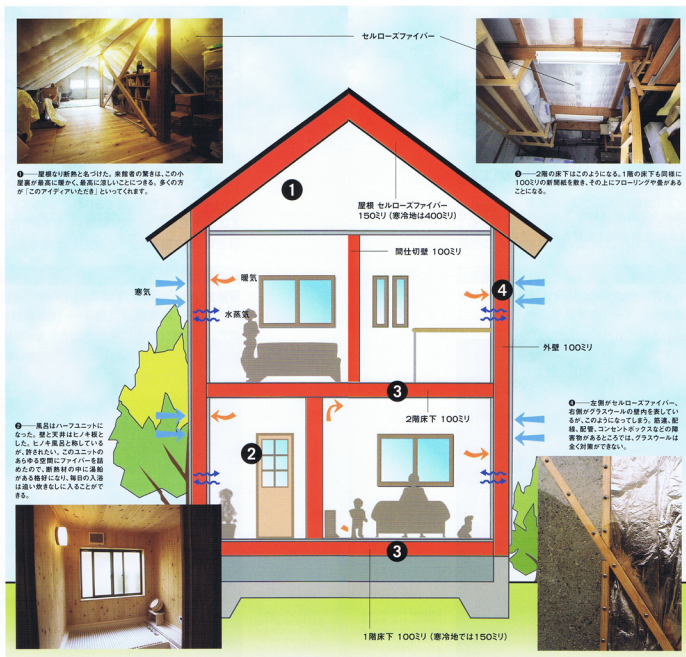 セルローズファイバー
❶——屋根なり断熱と名づけた。来館者の驚きは、この小
屋裏が最高に暖かく、最高に涼しいことにつきる。多くの方
が「このアイディアいただき」といってくれます。
❸——2階の床下はこのようになる。1階の床下も同様に
100ミリの新聞紙を敷き、その上にフローリングや畳がある
ことになる。
❶
屋根 セルローズファイバー
150ミリ（寒冷地は400ミリ）
間仕切壁 100ミリ
暖気
寒気
❹
水蒸気
外壁 100ミリ
❸
2階床下 100ミリ
❹——左側がセルローズファイバー、
右側がグラスウールの壁内を表してい
るが、このようになってしまう。筋違、配
線、配管、コンセントボックスなどの障
害物があるところでは、グラスウールは
全く対策ができない。
❷——風呂はハーフユニットに
なった。壁と天井はヒノキ板と
した。ヒノキ風呂と称している
が、許されたい。このユニットの
あらゆる空間にファイバーを詰
めたので、断熱材の中に湯船
がある格好になり、毎日の入浴
は追い炊きなしに入ることがで
きる。
❷
❸
1階床下 100ミリ（寒冷地では150ミリ）